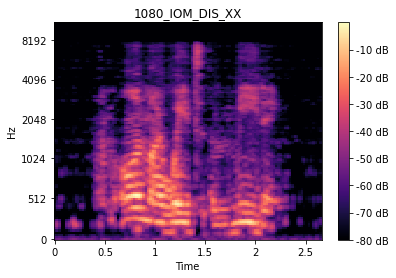 1080_IOM_DIS_XX
8192
4096
2048
1024
512
0
Hz
0
0.5
1
1.5
2
2.5
Time
-10 dB
-20 dB
-30 dB
-40 dB
-50 dB
-60 dB
-70 dB
-80 dB